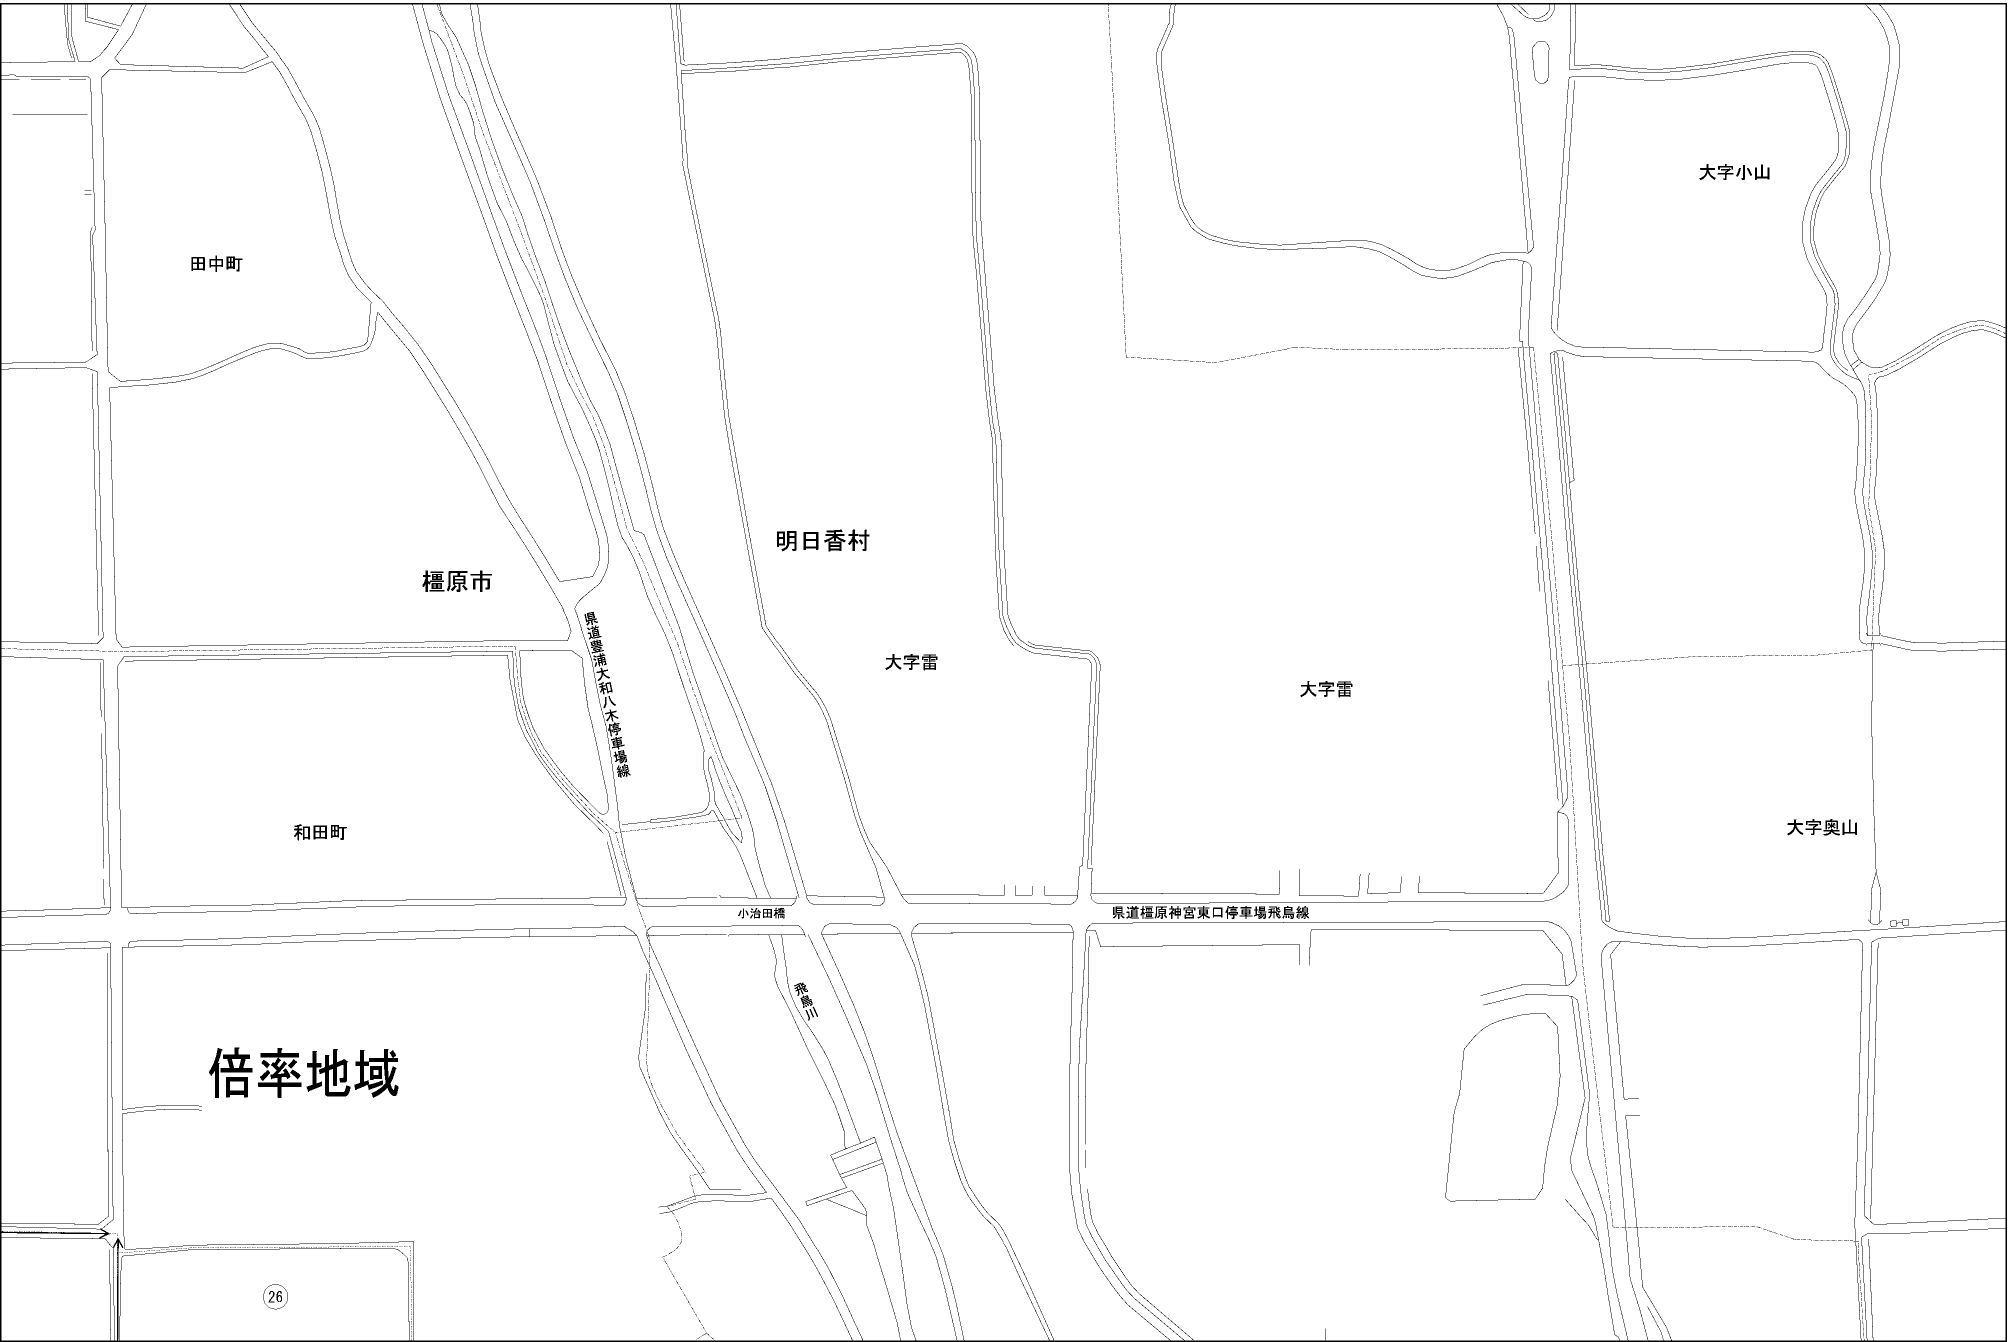 大字小山
田中町
明日香村
橿原市
県道豊浦大和八木停車場線
大字雷
大字雷
大字奥山
和田町
小治田橋
県道橿原神宮東口停車場飛鳥線
飛鳥川
倍率地域
26